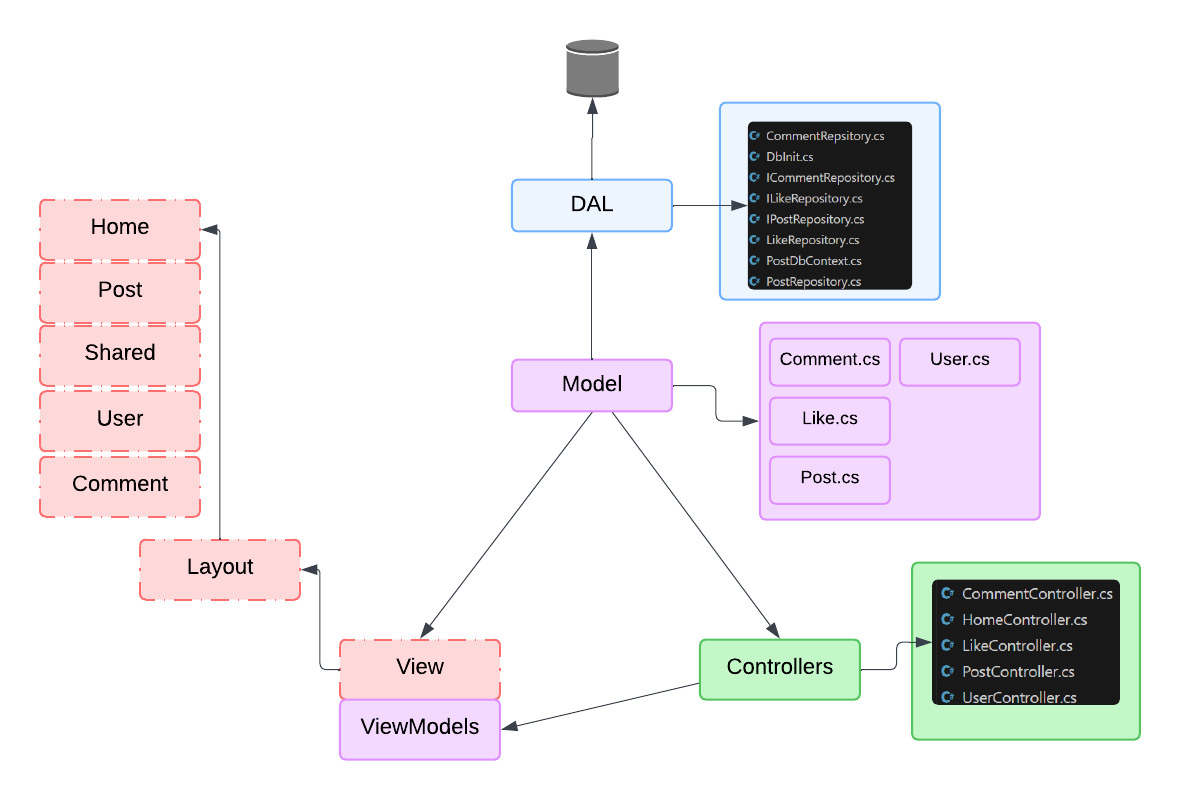 DAL
CommentRepsitory.cs
DbInit.cs
ICommentRepository.cs
ILikeRepository.cs
IPostRepository.cs
LikeRepository.cs
PostDbContext.cs
PostRepository.cs
Home
Post
Shared
User
Comment
Layout
Model
Comment.cs
User.cs
Like.cs
Post.cs
View
ViewModels
Controllers
CommentController.cs
HomeController.cs
LikeController.cs
PostController.cs
UserController.cs